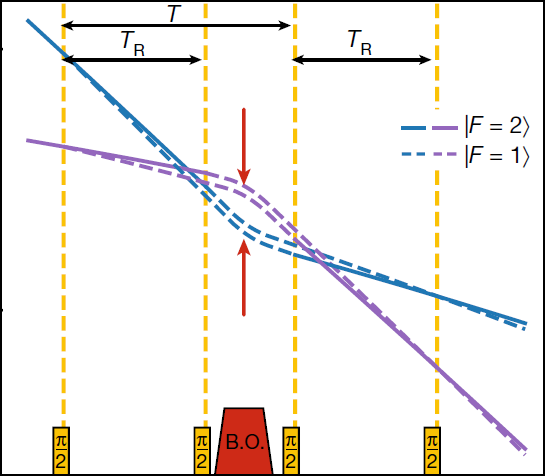 T
T_R
T_R
|F = 2⟩
|F = 1⟩
B.O.
π/2
π/2
π/2
π/2